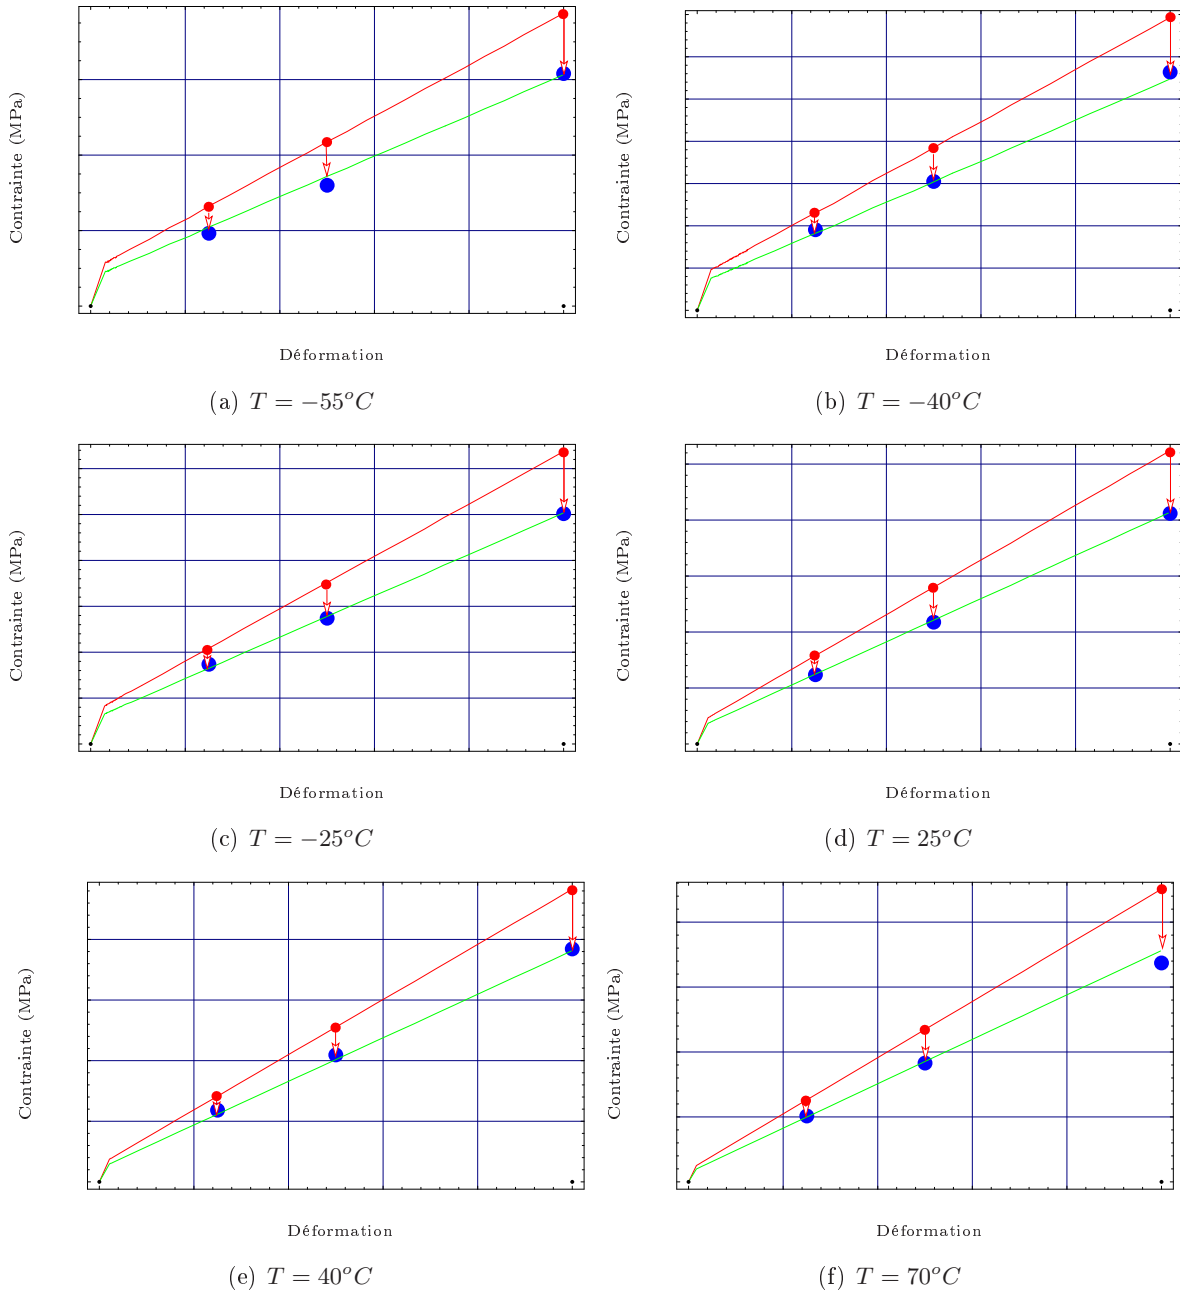 Contrainte (MPa)
Contrainte (MPa)
Déformation
Déformation
(a) T = −55°C
(b) T = −40°C
Contrainte (MPa)
Contrainte (MPa)
Déformation
Déformation
(c) T = −25°C
(d) T = 25°C
Contrainte (MPa)
Contrainte (MPa)
Déformation
Déformation
(e) T = 40°C
(f) T = 70°C